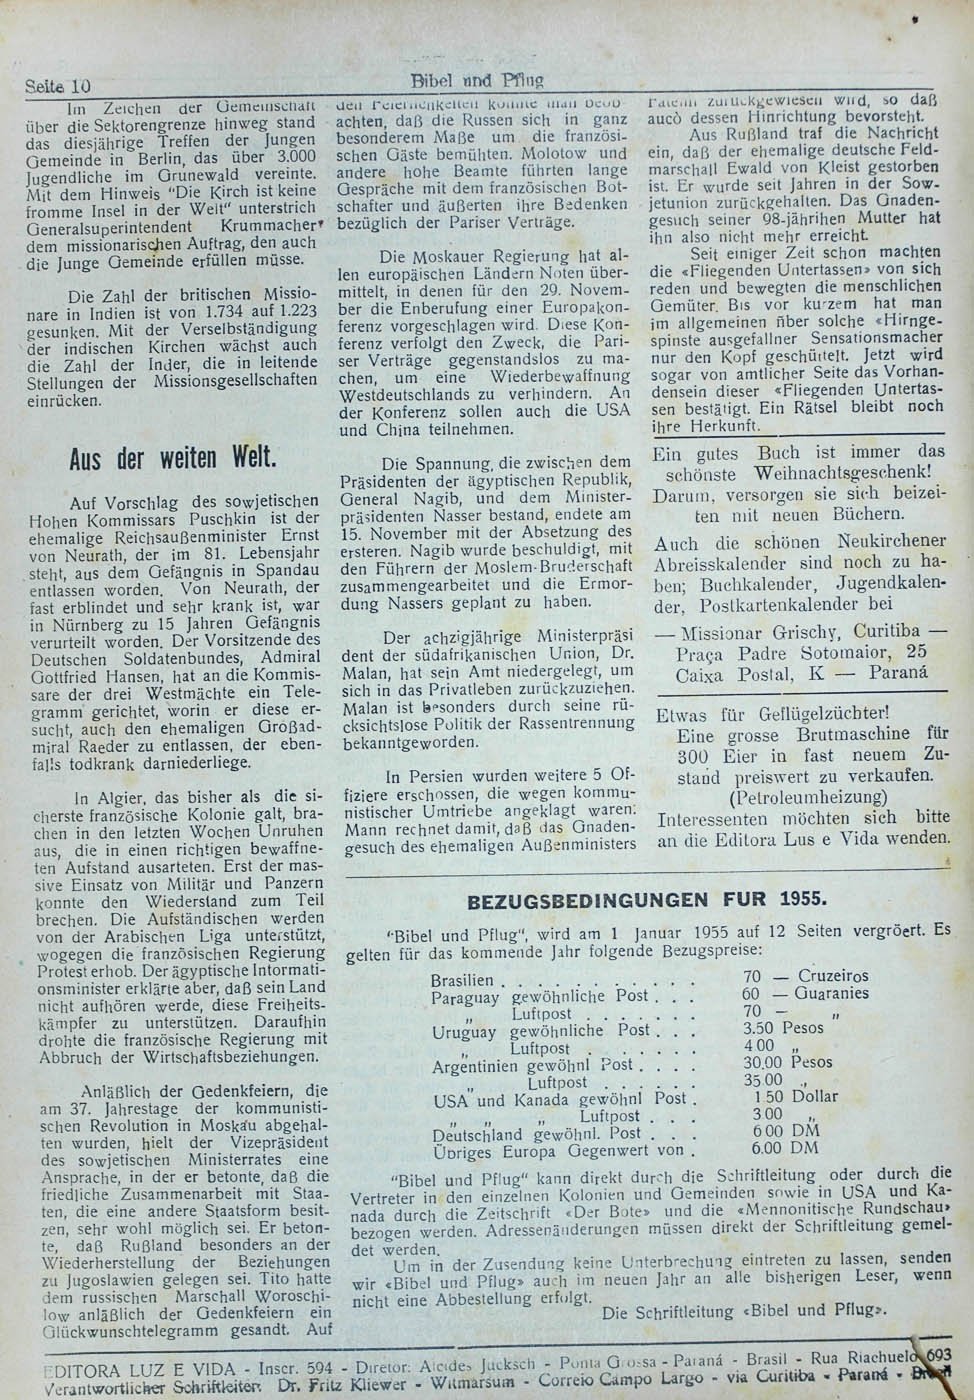 Seite 10
Bibel und Pflug
Im Zeichen der Gemeinschaft
über die Sektorengrenze hinweg stand
das diesjährige Treffen der Jungen
Gemeinde in Berlin, das über 3.000
Jugendliche im Grunewald vereinte.
Mit dem Hinweis "Die Kirch ist keine
fromme Insel in der Welt" unterstrich
Generalsuperintendent Krummacher
dem missionarischen Auftrag, den auch
die Junge Gemeinde erfüllen müsse.
Die Zahl der britischen Missio-
nare in Indien ist von 1.734 auf 1.223
gesunken. Mit der Verselbständigung
der indischen Kirchen wächst auch
die Zahl der Inder, die in leitende
Stellungen der Missionsgesellschaften
einrücken.
Aus der weiten Welt.
Auf Vorschlag des sowjetischen
Hohen Kommissars Puschkin ist der
ehemalige Reichsaußenminister Ernst
von Neurath, der im 81. Lebensjahr
steht, aus dem Gefängnis in Spandau
entlassen worden. Von Neurath, der
fast erblindet und sehr krank ist, war
in Nürnberg zu 15 Jahren Gefängnis
verurteilt worden. Der Vorsitzende des
Deutschen Soldatenbundes, Admiral
Gottfried Hansen, hat an die Kommis-
sare der drei Westmächte ein Tele-
gramm gerichtet, worin er diese er-
sucht, auch den ehemaligen Großad-
miral Raeder zu entlassen, der eben-
falls todkrank darniederliege.
In Algier, das bisher als die si-
cherste französische Kolonie galt, bra-
chen in den letzten Wochen Unruhen
aus, die in einen richtigen bewaffne-
ten Aufstand ausarteten. Erst der mas-
sive Einsatz von Militär und Panzern
konnte den Wiederstand zum Teil
brechen. Die Aufständischen werden
von der Arabischen Liga unterstützt,
wogegen die französischen Regierung
Protest erhob. Der ägyptische Intormati-
onsminister erklärte aber, daß sein Land
nicht aufhören werde, diese Freiheits-
kämpfer zu unterstützen. Daraufhin
drohte die französische Regierung mit
Abbruch der Wirtschaftsbeziehungen.
Anläßlich der Gedenkfeiern, die
am 37. Jahrestage der kommunisti-
schen Revolution in Moskau abgehal-
ten wurden, hielt der Vizepräsident
des sowjetischen Ministerrates eine
Ansprache, in der er betonte, daß die
friedliche Zusammenarbeit mit Staa-
ten, die eine andere Staatsform besit-
zen, sehr wohl möglich sei. Er beton-
te, daß Rußland besonders an der
Wiederherstellung der Beziehungen
zu Jugoslawien gelegen sei. Tito hatte
dem russischen Marschall Woroschi-
low anläßlich der Gedenkfeiern ein
Glückwunschtelegramm gesandt. Auf
den Feierlichkeiten konnte man beob-
achten, daß die Russen sich in ganz
besonderem Maße um die französi-
schen Gäste bemühten. Molotow und
andere hohe Beamte führten lange
Gespräche mit dem französischen Bot-
schafter und äußerten ihre Bedenken
bezüglich der Pariser Verträge.
Die Moskauer Regierung hat al-
len europäischen Ländern Noten über-
mittelt, in denen für den 29. Novem-
ber die Enberufung einer Europakon-
ferenz vorgeschlagen wird. Diese Kon-
ferenz verfolgt den Zweck, die Pari-
ser Verträge gegenstandslos zu ma-
chen, um eine Wiederbewaffnung
Westdeutschlands zu verhindern. An
der Konferenz sollen auch die USA
und China teilnehmen.
Die Spannung, die zwischen dem
Präsidenten der ägyptischen Republik,
General Nagib, und dem Minister-
präsidenten Nasser bestand, endete am
15. November mit der Absetzung des
ersteren. Nagib wurde beschuldigt, mit
den Führern der Moslem-Bruderschaft
zusammengearbeitet und die Ermor-
dung Nassers geplant zu haben.
Der achzigjährige Ministerpräsi
dent der südafrikanischen Union, Dr.
Malan, hat sein Amt niedergelegt, um
sich in das Privatleben zurückzuziehen.
Malan ist besonders durch seine rü-
cksichtslose Politik der Rassentrennung
bekanntgeworden.
In Persien wurden weitere 5 Of-
fiziere erschossen, die wegen kommu-
nistischer Umtriebe angeklagt waren.
Mann rechnet damit, daß das Gnaden-
gesuch des ehemaligen Außenministers
Fatemi zurückgewiesen wird, so daß
aucò dessen Hinrichtung bevorsteht.
Aus Rußland traf die Nachricht
ein, daß der ehemalige deutsche Feld-
marschall Ewald von Kleist gestorben
ist. Er wurde seit Jahren in der Sow-
jetunion zurückgehalten. Das Gnaden-
gesuch seiner 98-jährihen Mutter hat
ihn also nicht mehr erreicht.
Seit einiger Zeit schon machten
die «Fliegenden Untertassen» von sich
reden und bewegten die menschlichen
Gemüter. Bis vor kurzem hat man
im allgemeinen über solche «Hirnge-
spinste ausgefallner Sensationsmacher
nur den Kopf geschüttelt. Jetzt wird
sogar von amtlicher Seite das Vorhan-
densein dieser «Fliegenden Untertas-
sen bestätigt. Ein Rätsel bleibt noch
ihre Herkunft.
Ein gutes Buch ist immer das
schönste Weihnachtsgeschenk!
Darum, versorgen sie sich beizei-
ten mit neuen Büchern.
Auch die schönen Neukirchener
Abreisskalender sind noch zu ha-
ben; Buchkalender, Jugendkalen-
der, Postkartenkalender bei
— Missionar Grischy, Curitiba —
Praça Padre Sotomaior, 25
Caixa Postal, K — Paraná
Etwas für Geflügelzüchter!
Eine grosse Brutmaschine für
300 Eier in fast neuem Zu-
stand preiswert zu verkaufen.
(Petroleumheizung)
Interessenten möchten sich bitte
an die Editora Lus e Vida wenden.
BEZUGSBEDINGUNGEN FUR 1955.
"Bibel und Pflug", wird am 1 Januar 1955 auf 12 Seiten vergröert. Es
gelten für das kommende Jahr folgende Bezugspreise:
Brasilien . . . . . . . . . . . . 70 — Cruzeiros
Paraguay gewöhnliche Post . . . 60 — Guaranies
„ Luftpost . . . . . . . 70 — „
Uruguay gewöhnliche Post . . . 3.50 Pesos
„ Luftpost . . . . . . . 4 00 „
Argentinien gewöhnl Post . . . . 30.00 Pesos
„ Luftpost . . . . . . 35 00 „
USA und Kanada gewöhnl Post . 1 50 Dollar
„ „ „ Luftpost . . . 3 00 „
Deutschland gewöhnl. Post . . . 6 00 DM
Übriges Europa Gegenwert von . 6.00 DM
"Bibel und Pflug" kann direkt durch die Schriftleitung oder durch die
Vertreter in den einzelnen Kolonien und Gemeinden sowie in USA und Ka-
nada durch die Zeitschrift «Der Bote» und die «Mennonitische Rundschau»
bezogen werden. Adressenänderungen müssen direkt der Schriftleitung gemel-
det werden.
Um in der Zusendung keine Unterbrechung eintreten zu lassen, senden
wir «Bibel und Pflug» auch im neuen Jahr an alle bisherigen Leser, wenn
nicht eine Abbestellung erfolgt.
Die Schriftleitung «Bibel und Pflug».
EDITORA LUZ E VIDA - Inscr. 594 - Diretor: Alcides Jucksch - Ponta Grossa - Paraná - Brasil - Rua Riachuelo 693
Verantwortlicher Schriftleiter: Dr. Fritz Kliewer - Witmarsum - Correio Campo Largo - via Curitiba - Paraná - Brasil